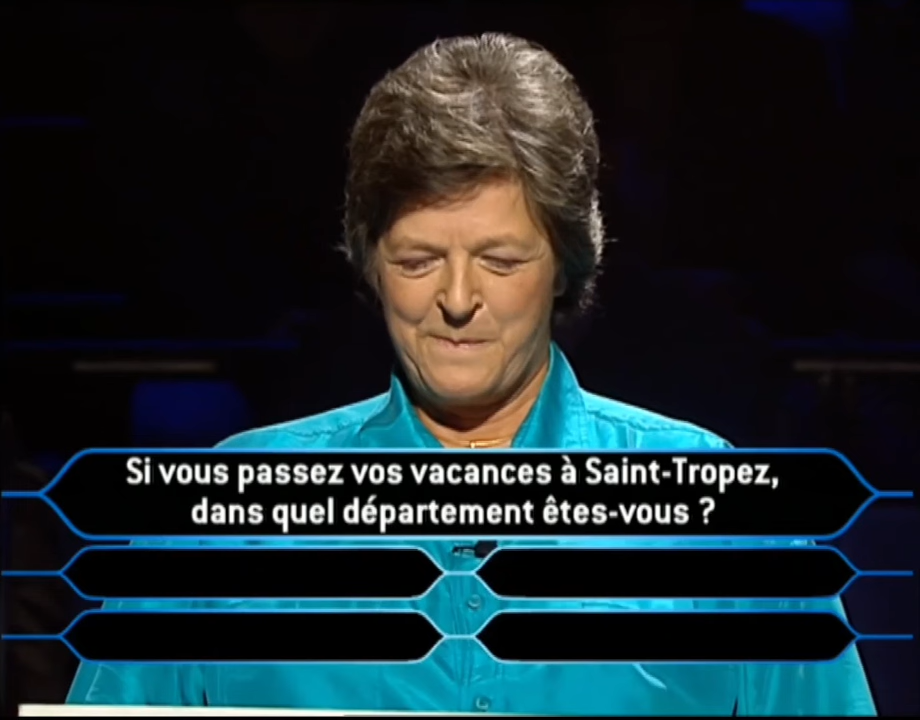 Si vous passez vos vacances à Saint-Tropez,
dans quel département êtes-vous ?